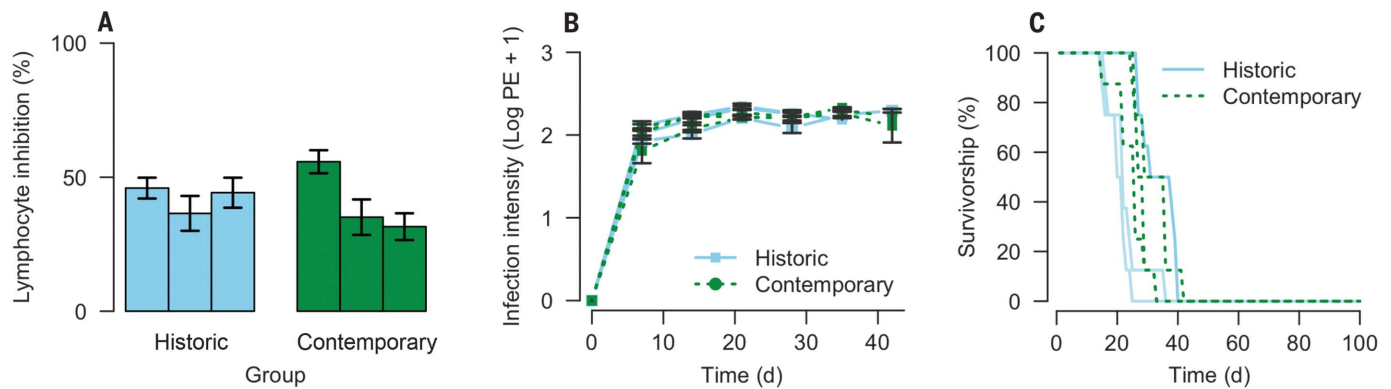 A
Lymphocyte inhibition (%)
100
50
0
Historic
Contemporary
Group
B
Infection intensity (Log PE + 1)
3
2
1
0
Historic
Contemporary
0
10
20
30
40
Time (d)
C
Survivorship (%)
100
80
60
40
20
0
Historic
Contemporary
0
20
40
60
80
100
Time (d)